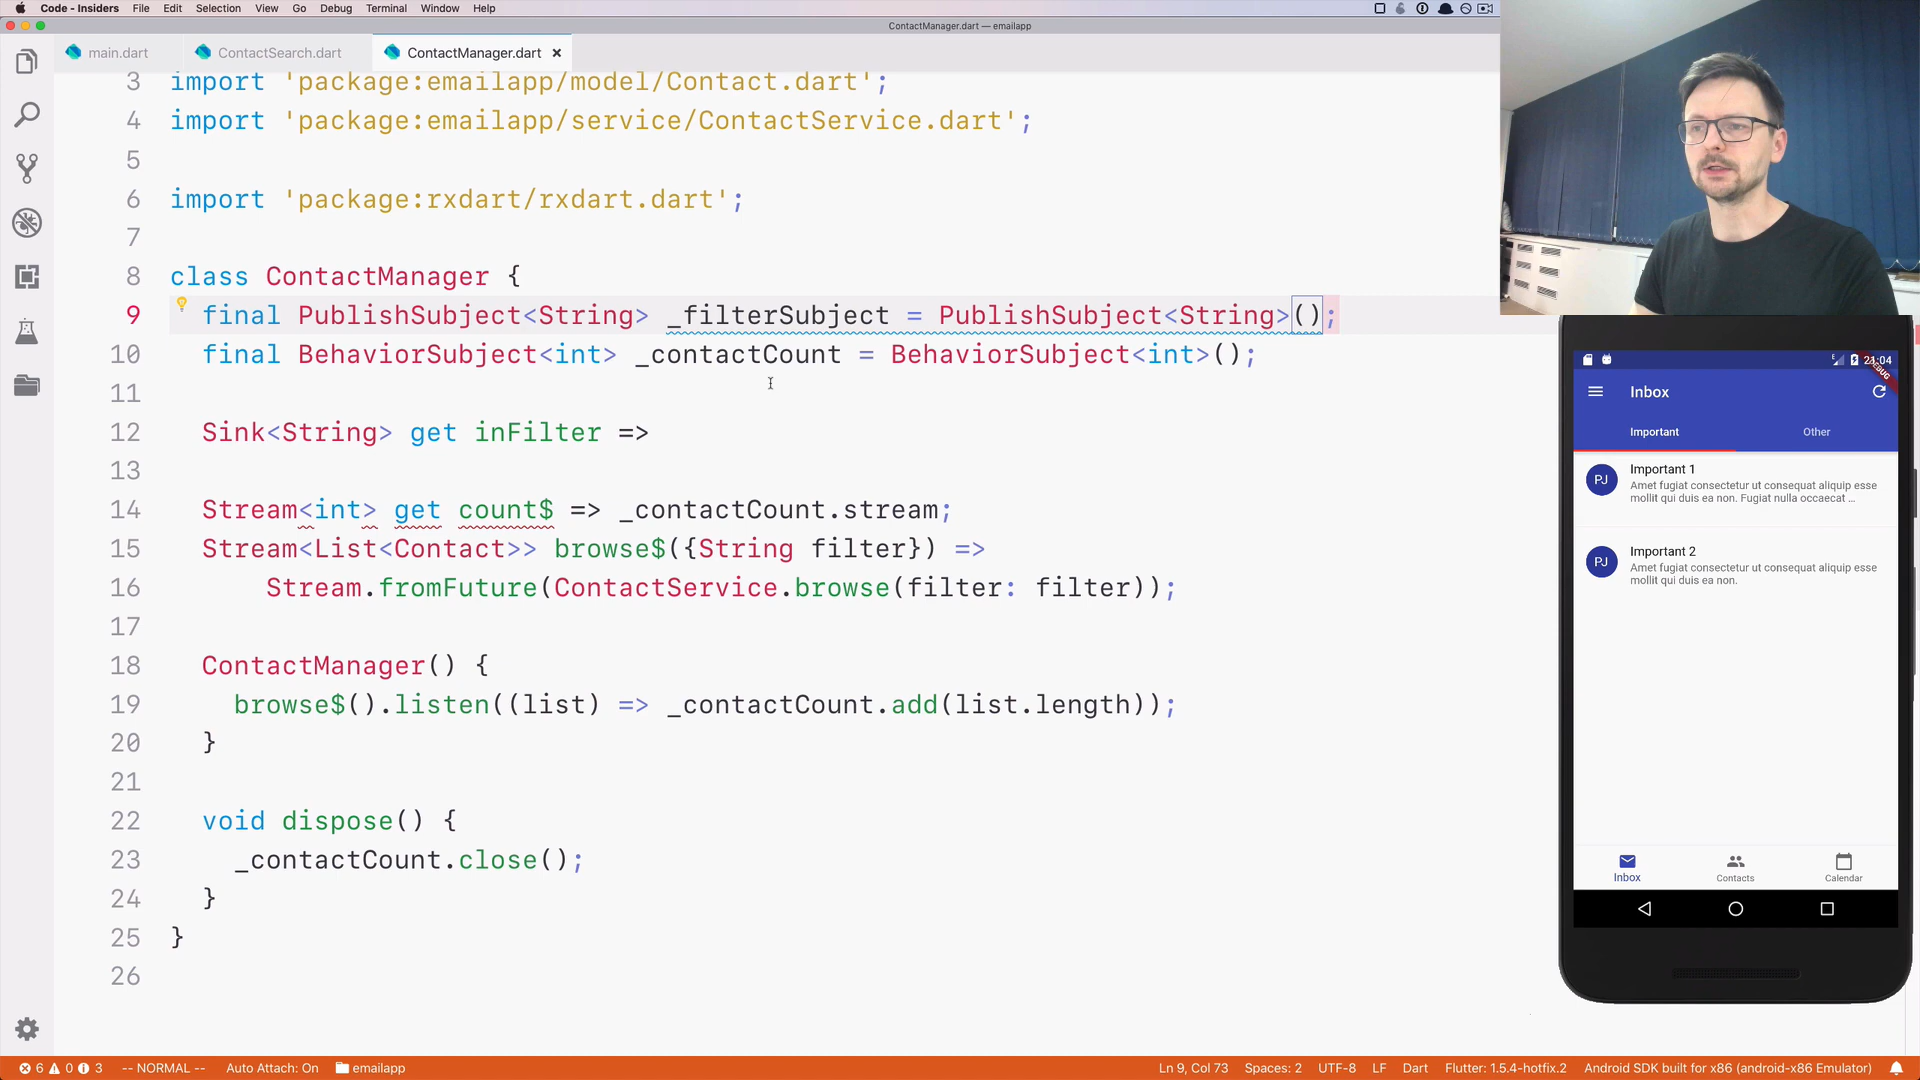 Code - Insiders File Edit Selection View Go Debug Terminal Window Help
ContactManager.dart — emailapp
main.dart ContactSearch.dart ContactManager.dart
3 import 'package:emailapp/model/Contact.dart';
4 import 'package:emailapp/service/ContactService.dart';
5
6 import 'package:rxdart/rxdart.dart';
7
8 class ContactManager {
9 final PublishSubject<String> _filterSubject = PublishSubject<String>();
10 final BehaviorSubject<int> _contactCount = BehaviorSubject<int>();
11
12 Sink<String> get inFilter =>
13
14 Stream<int> get count$ => _contactCount.stream;
15 Stream<List<Contact>> browse$({String filter}) =>
16 Stream.fromFuture(ContactService.browse(filter: filter));
17
18 ContactManager() {
19 browse$().listen((list) => _contactCount.add(list.length));
20 }
21
22 void dispose() {
23 _contactCount.close();
24 }
25 }
26
21:04
DEBUG
Inbox
Important Other
PJ Important 1
Amet fugiat consectetur ut consequat aliquip esse
mollit qui duis ea non. Fugiat nulla occaecat ...
PJ Important 2
Amet fugiat consectetur ut consequat aliquip esse
mollit qui duis ea non.
Inbox Contacts Calendar
6 0 3 -- NORMAL -- Auto Attach: On emailapp Ln 9, Col 73 Spaces: 2 UTF-8 LF Dart Flutter: 1.5.4-hotfix.2 Android SDK built for x86 (android-x86 Emulator)